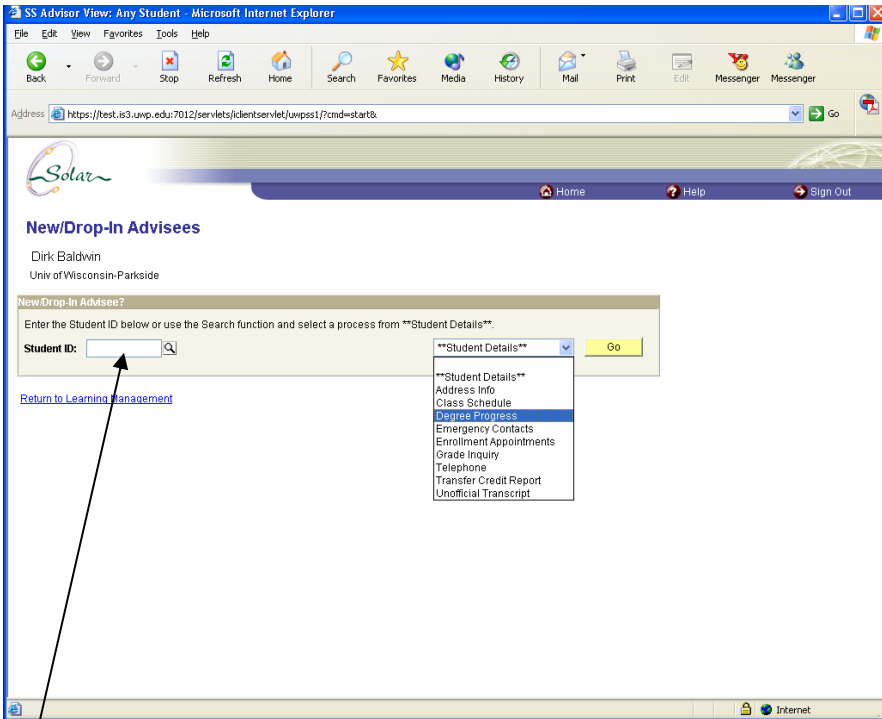 SS Advisor View: Any Student - Microsoft Internet Explorer
File Edit View Favorites Tools Help
Back Forward Stop Refresh Home Search Favorites Media History Mail Print Edit Messenger Messenger
Address https://test.is3.uwp.edu:7012/servlets/iclientservlet/uwpss1/?cmd=start& Go
Solar
Home Help Sign Out
New/Drop-In Advisees
Dirk Baldwin
Univ of Wisconsin-Parkside
New/Drop-In Advisee?
Enter the Student ID below or use the Search function and select a process from **Student Details**.
Student ID: **Student Details** Go
**Student Details**
Address Info
Class Schedule
Degree Progress
Emergency Contacts
Enrollment Appointments
Grade Inquiry
Telephone
Transfer Credit Report
Unofficial Transcript
Return to Learning Management
Internet